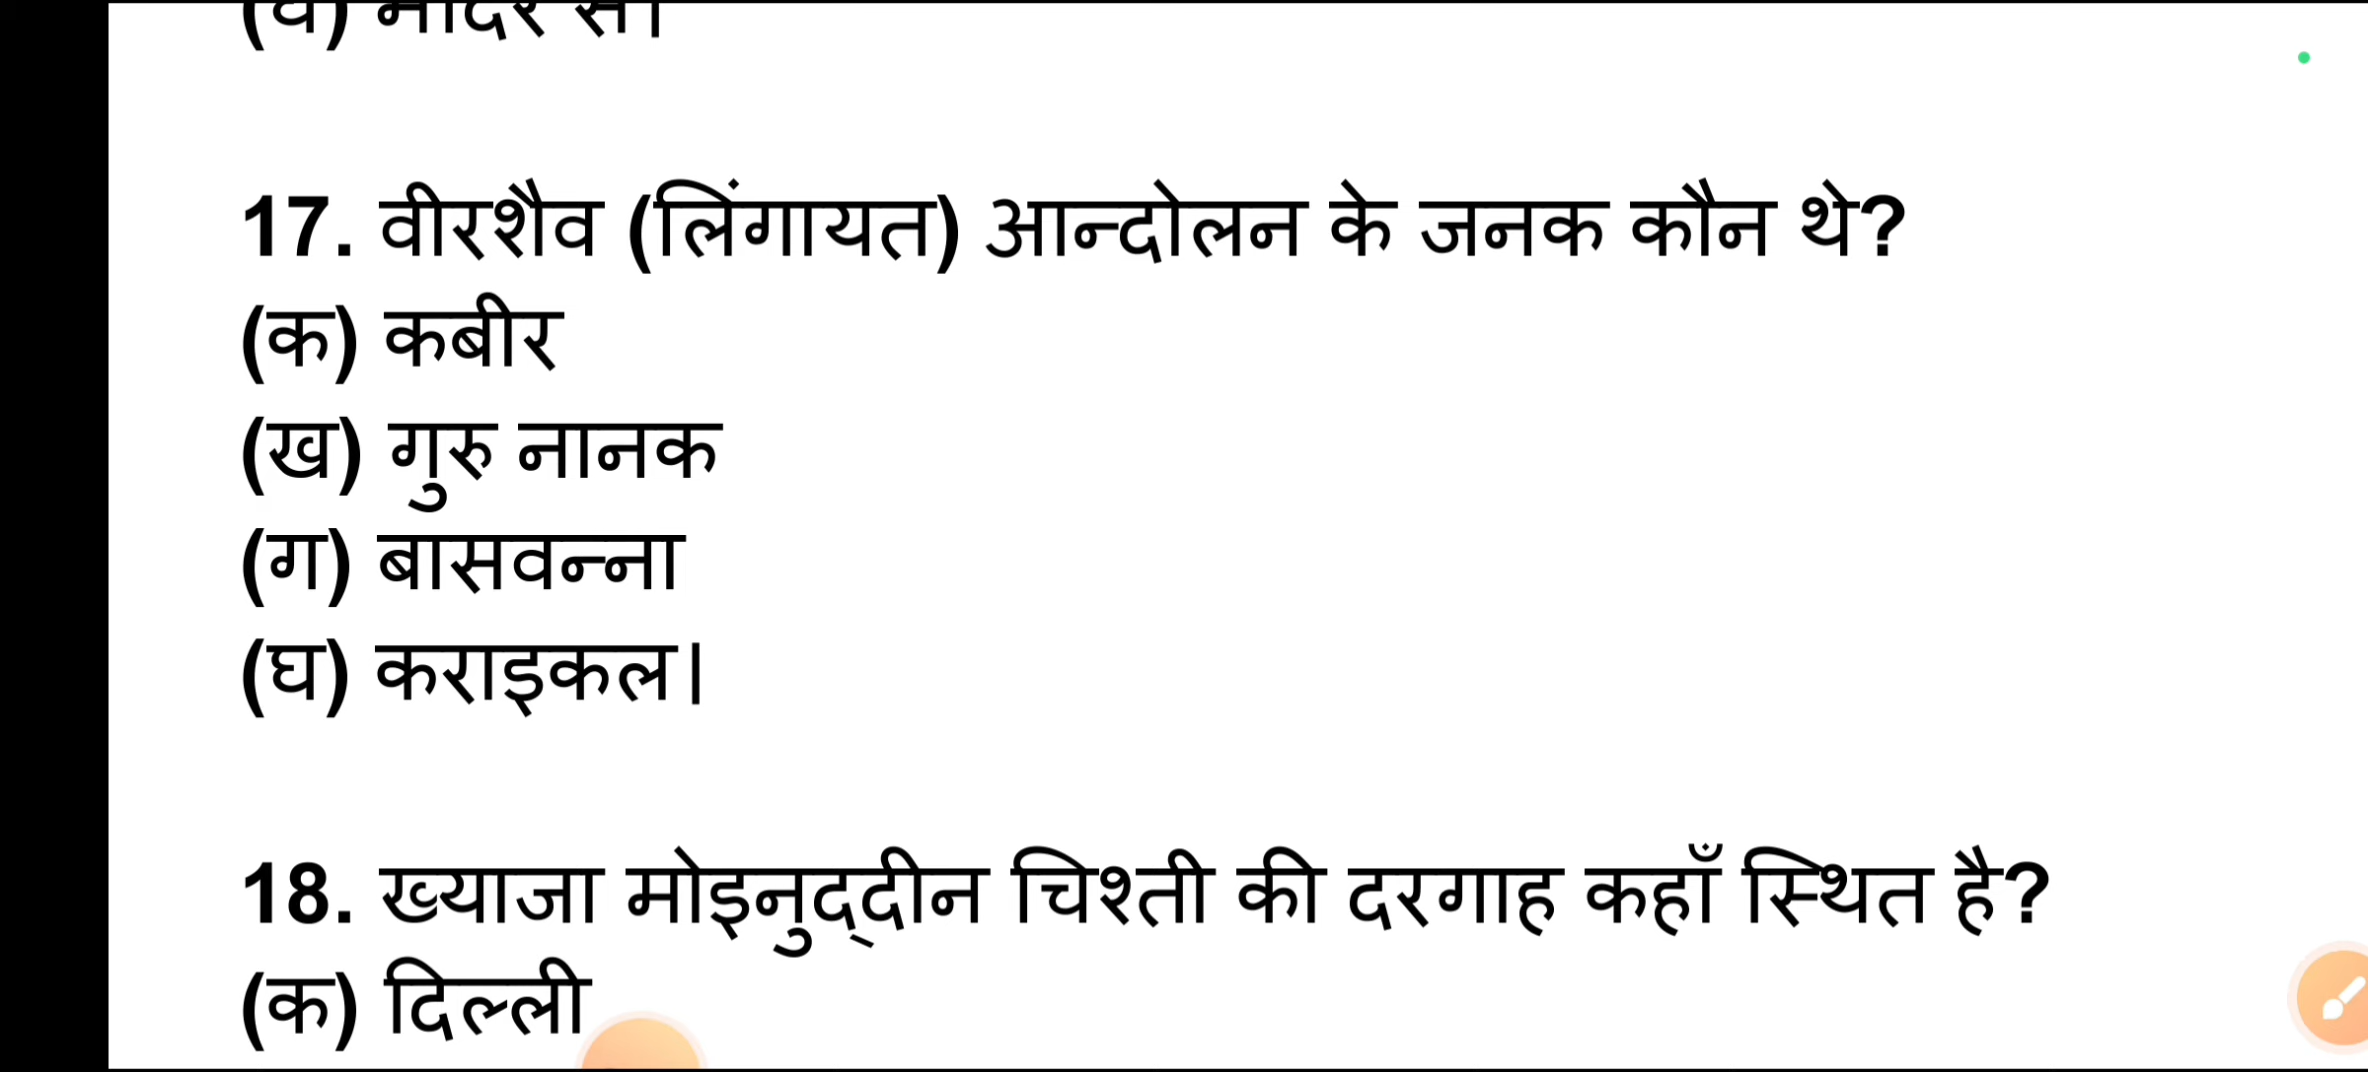 17. वीरशैव (लिंगायत) आन्दोलन के जनक कौन थे?
(क) कबीर
(ख) गुरु नानक
(ग) बासवन्ना
(घ) कराइकल।
18. ख्याजा मोइनुद्दीन चिश्ती की दरगाह कहाँ स्थित है?
(क) दिल्ली